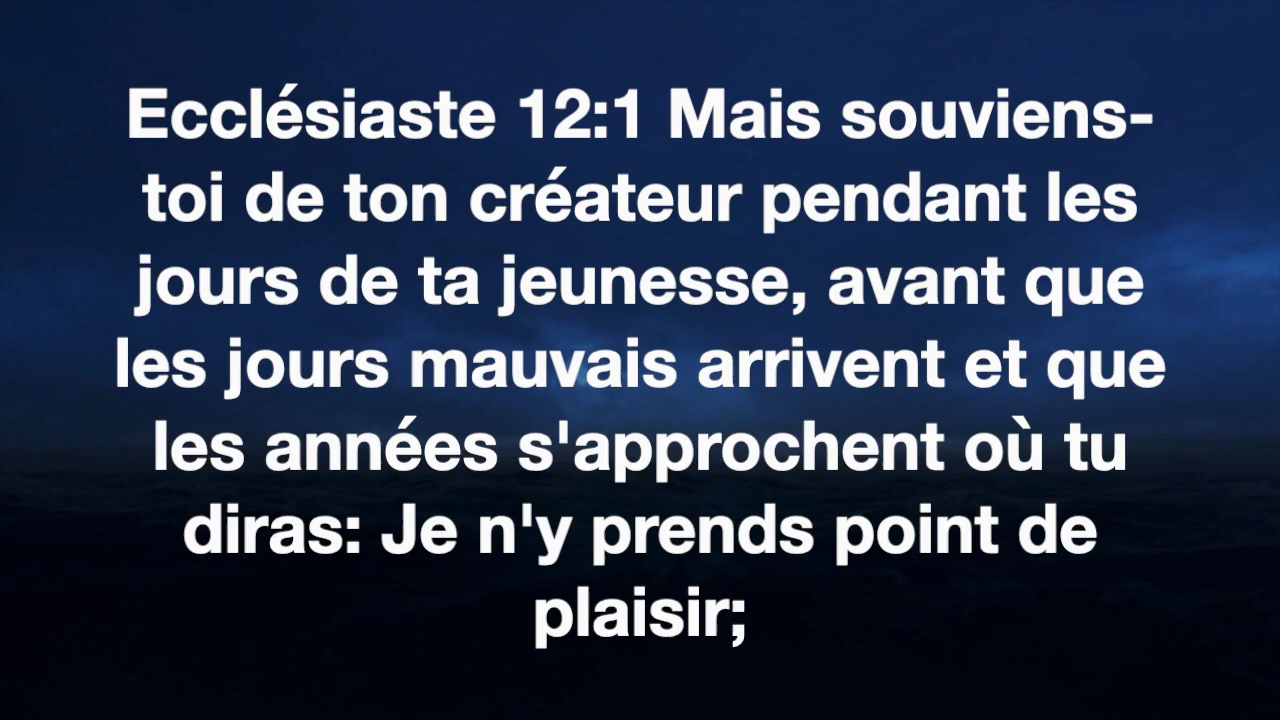 Ecclésiaste 12:1 Mais souviens-
toi de ton créateur pendant les
jours de ta jeunesse, avant que
les jours mauvais arrivent et que
les années s'approchent où tu
diras: Je n'y prends point de
plaisir;